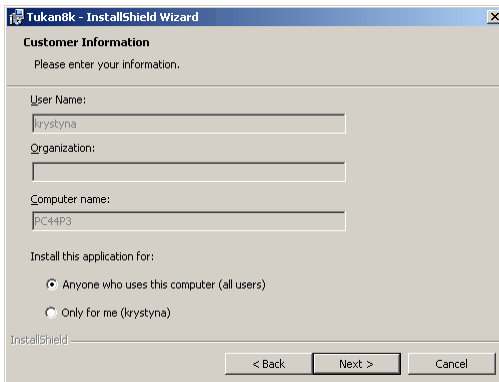 Tukan8k - InstallShield Wizard
Customer Information
Please enter your information.
User Name:
krystyna
Organization:
Computer name:
PC44P3
Install this application for:
Anyone who uses this computer (all users)
Only for me (krystyna)
InstallShield
< Back Next > Cancel